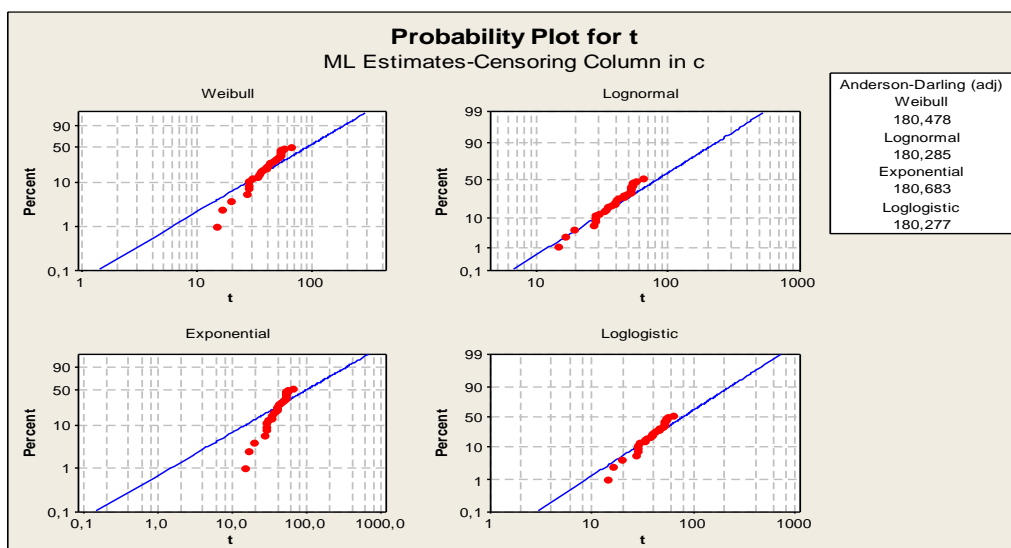 Probability Plot for t
ML Estimates-Censoring Column in c
Weibull
Percent
90
50
10
1
0,1
1
10
100
t
Lognormal
Percent
99
90
50
10
1
0,1
10
100
1000
t
Anderson-Darling (adj)
Weibull
180,478
Lognormal
180,285
Exponential
180,683
Loglogistic
180,277
Exponential
Percent
90
50
10
1
0,1
0,1
1,0
10,0
100,0
1000,0
t
Loglogistic
Percent
99
90
50
10
1
0,1
1
10
100
1000
t